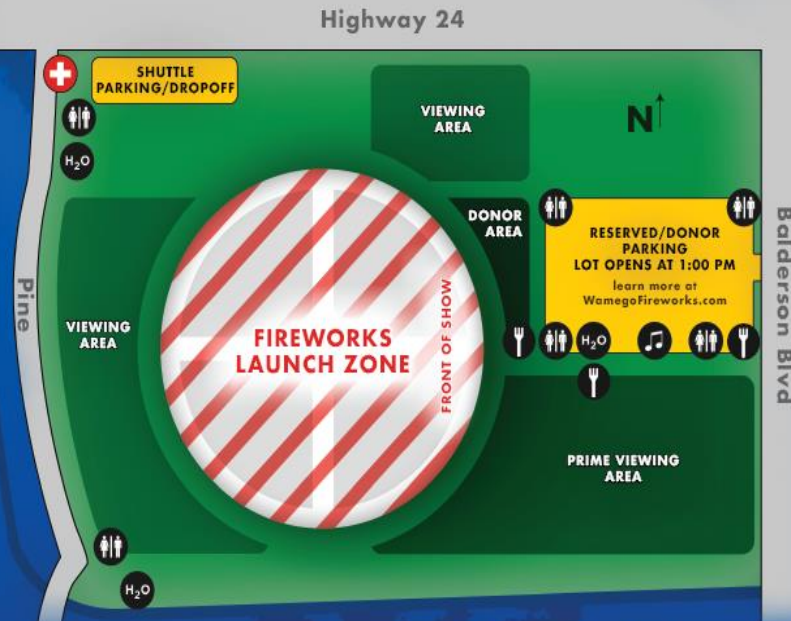 Highway 24
SHUTTLE
PARKING/DROPOFF
VIEWING
AREA
N
H₂O
DONOR
AREA
RESERVED/DONOR
PARKING
LOT OPENS AT 1:00 PM
learn more at
WamegoFireworks.com
Balderson Blvd
Pine
VIEWING
AREA
FIREWORKS
LAUNCH ZONE
FRONT OF SHOW
H₂O
PRIME VIEWING
AREA
H₂O